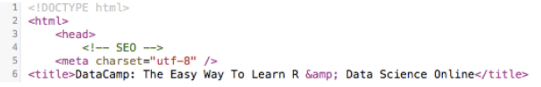 1 <!DOCTYPE html>
2 <html>
3 <head>
4 <!-- SEO -->
5 <meta charset="utf-8" />
6 <title>DataCamp: The Easy Way To Learn R &amp; Data Science Online</title>